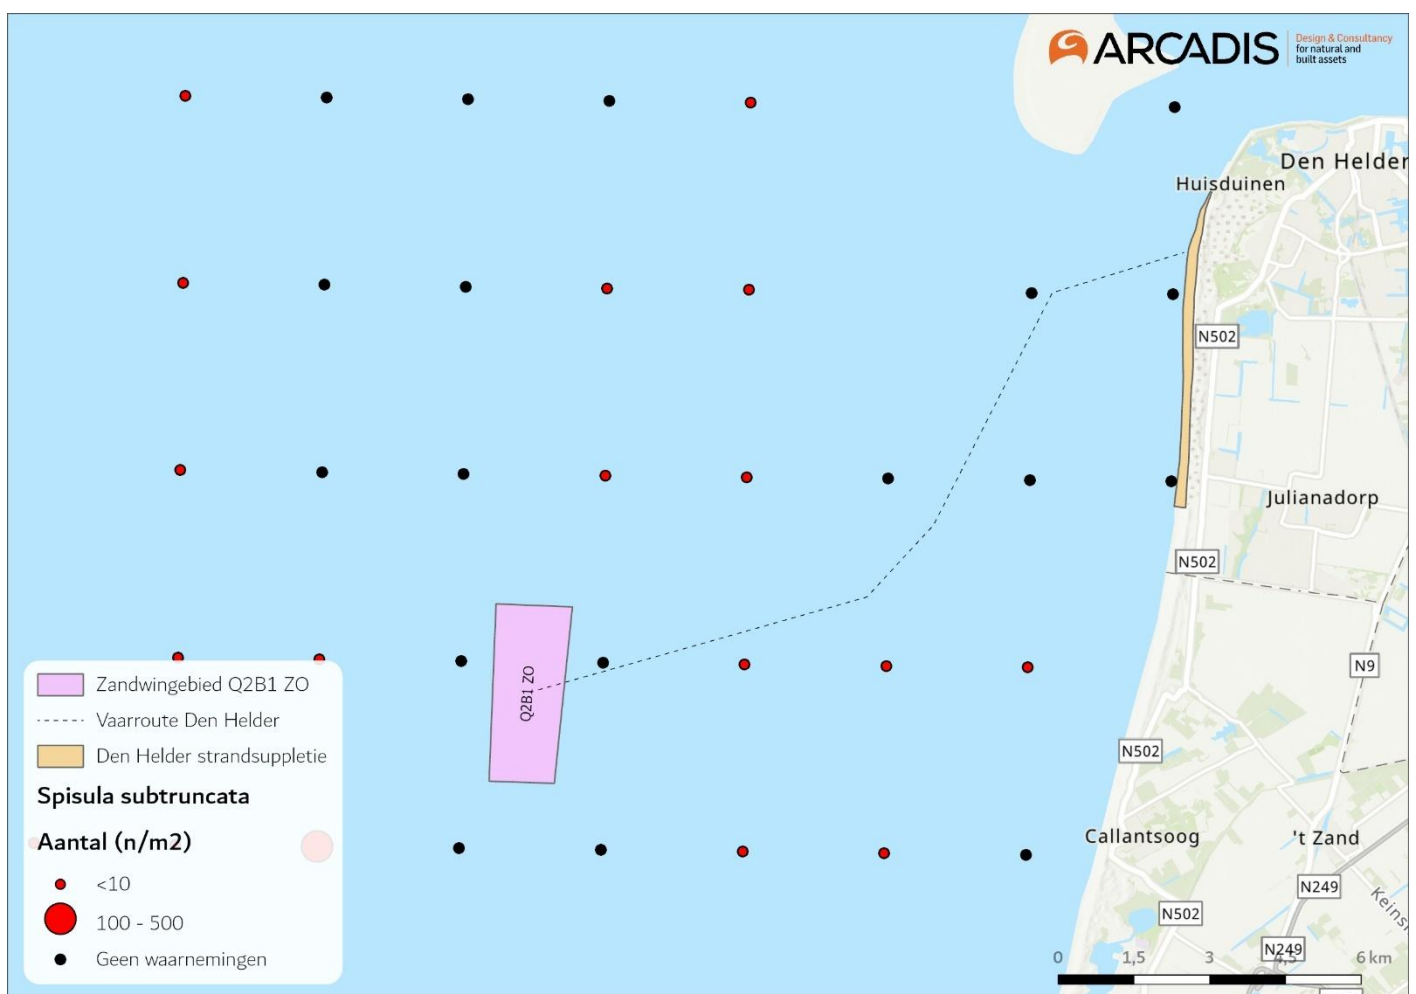 ARCADIS
Design & Consultancy
for natural and
built assets
Den Helder
Huisduinen
N502
Julianadorp
N502
N9
Q2B1 ZO
N502
Callantsoog
't Zand
N249
N502
N249
Zandwingebied Q2B1 ZO
Vaarroute Den Helder
Den Helder strandsuppletie
Spisula subtruncata
Aantal (n/m2)
<10
100 - 500
Geen waarnemingen
0 1,5 3 4,5 6 km